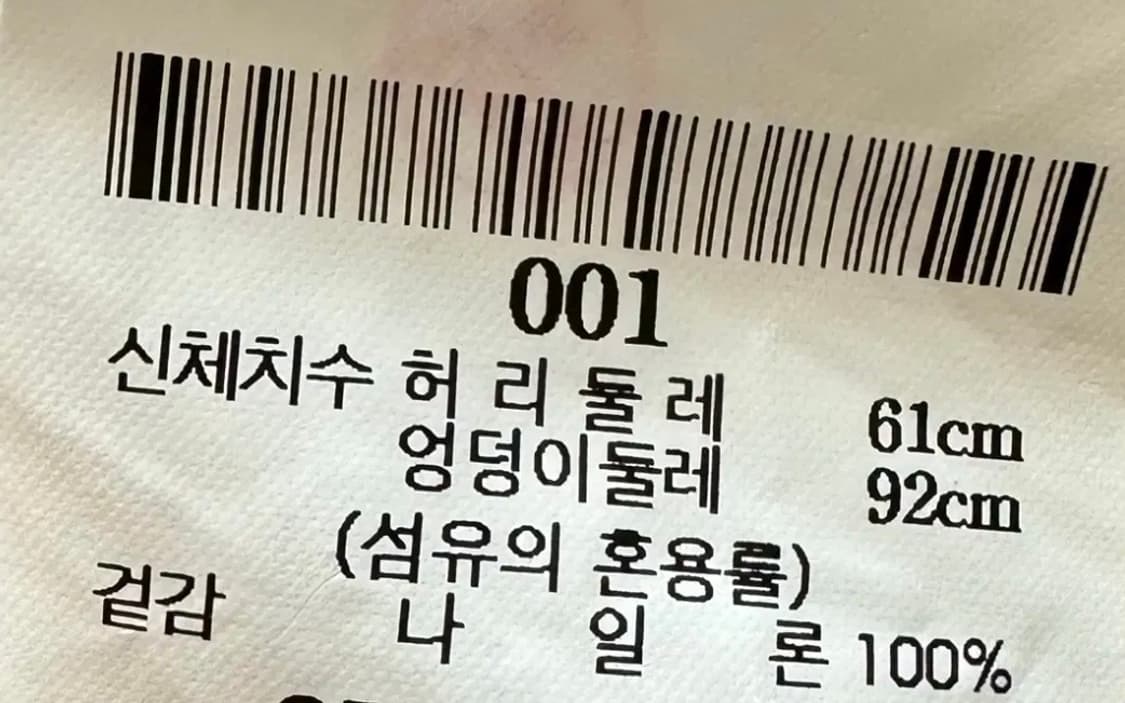 001
신체치수 허리둘레 61cm
엉덩이둘레 92cm
(섬유의 혼용률)
겉감 나일론 100%